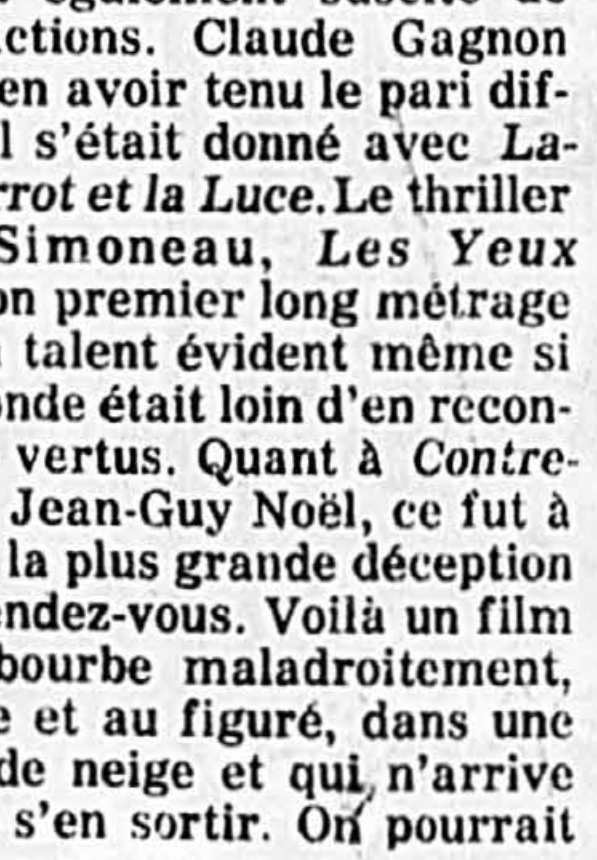 ctions. Claude Gagnon
en avoir tenu le pari dif-
l s'était donné avec La-
rrot et la Luce. Le thriller
Simoneau, Les Yeux
on premier long métrage
talent évident même si
onde était loin d'en recon-
vertus. Quant à Contre-
Jean-Guy Noël, ce fut à
la plus grande déception
endez-vous. Voilà un film
bourbe maladroitement,
e et au figuré, dans une
de neige et qui n'arrive
s'en sortir. On pourrait